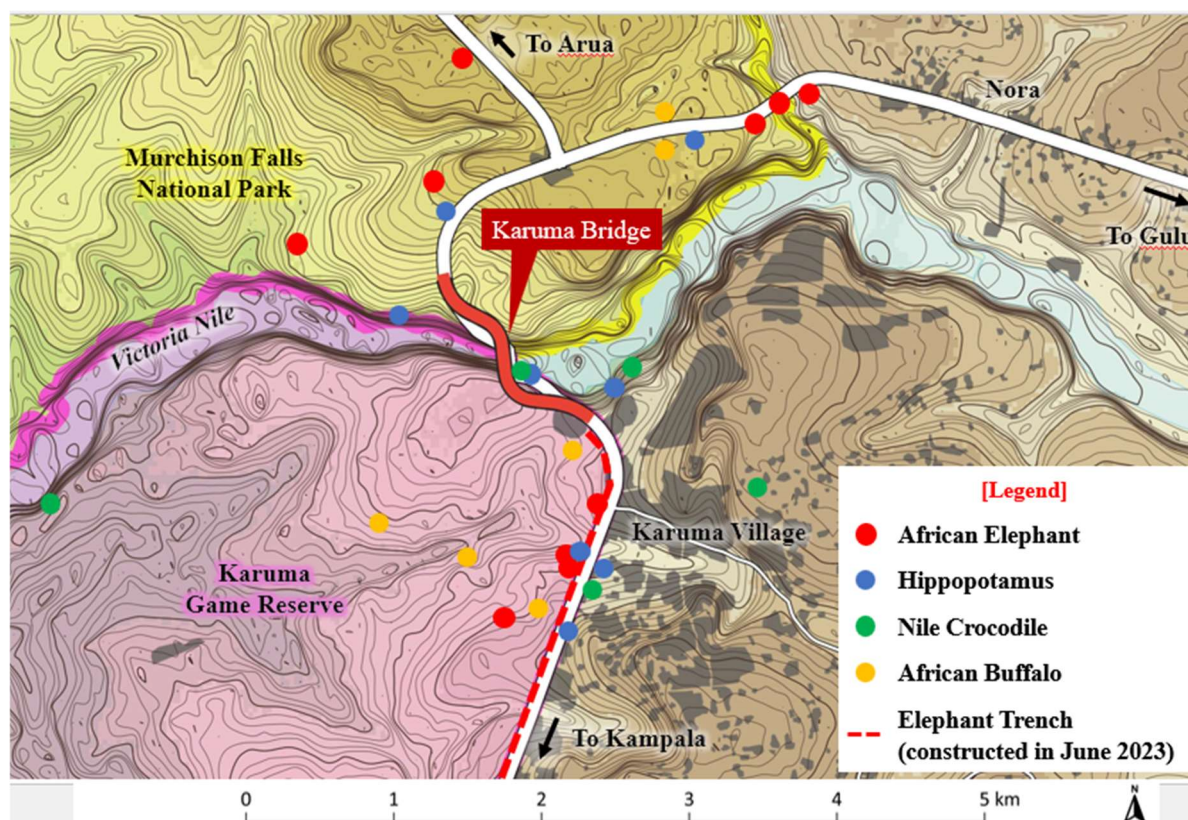 To Arua
Nora
Murchison Falls
National Park
Karuma Bridge
To Gulu
Victoria Nile
[Legend]
African Elephant
Hippopotamus
Nile Crocodile
African Buffalo
Elephant Trench
(constructed in June 2023)
Karuma Village
Karuma
Game Reserve
To Kampala
0 1 2 3 4 5 km
N